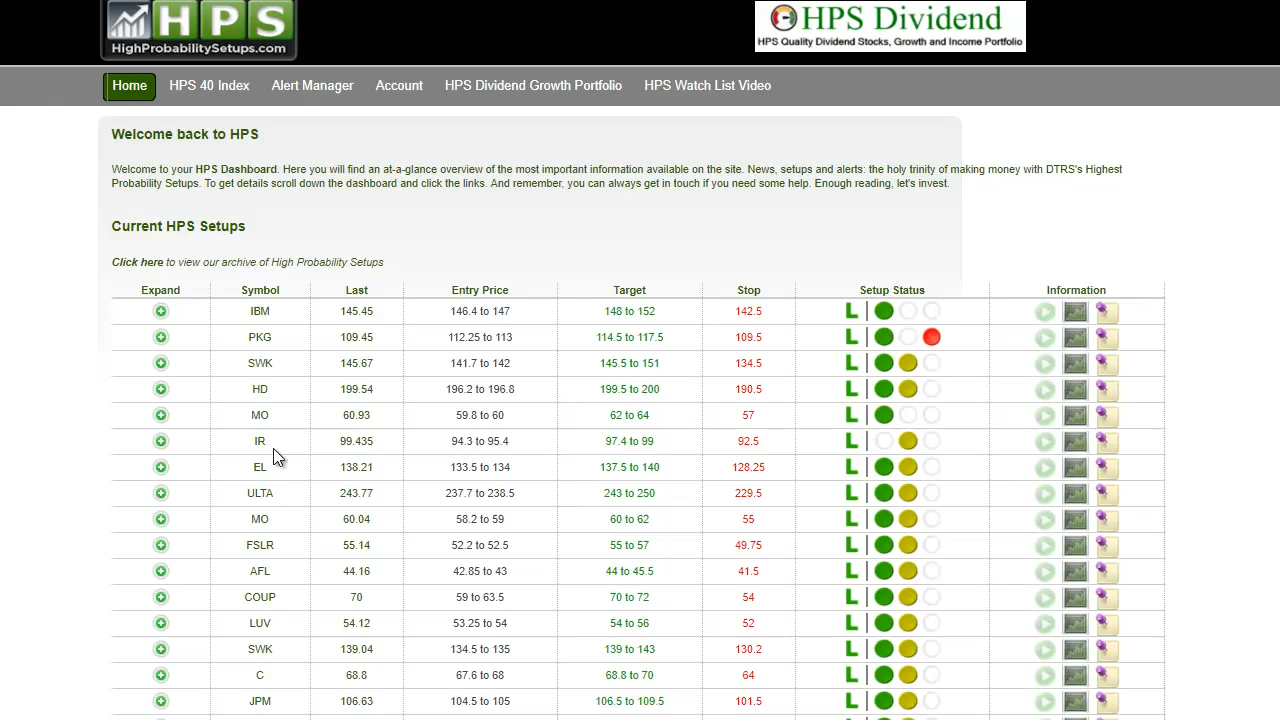 HPS
HighProbabilitySetups.com
HPS Dividend
HPS Quality Dividend Stocks, Growth and Income Portfolio
Home HPS 40 Index Alert Manager Account HPS Dividend Growth Portfolio HPS Watch List Video
Welcome back to HPS
Welcome to your HPS Dashboard. Here you will find an at-a-glance overview of the most important information available on the site. News, setups and alerts: the holy trinity of making money with DTRS's Highest
Probability Setups. To get details scroll down the dashboard and click the links. And remember, you can always get in touch if you need some help. Enough reading, let's invest.
Current HPS Setups
Click here to view our archive of High Probability Setups
Expand Symbol Last Entry Price Target Stop Setup Status Information
IBM 145.45 146.4 to 147 148 to 152 142.5 L
PKG 109.45 112.25 to 113 114.5 to 117.5 109.5 L
SWK 145.67 141.7 to 142 145.5 to 151 134.5 L
HD 199.54 196.2 to 196.8 199.5 to 200 190.5 L
MO 60.93 59.8 to 60 62 to 64 57 L
IR 99.435 94.3 to 95.4 97.4 to 99 92.5 L
EL 138.21 133.5 to 134 137.5 to 140 128.25 L
ULTA 243.77 237.7 to 238.5 243 to 250 229.5 L
MO 60.04 58.2 to 59 60 to 62 55 L
FSLR 55.14 52.2 to 52.5 55 to 57 49.75 L
AFL 44.18 42.85 to 43 44 to 45.5 41.5 L
COUP 70 59 to 63.5 70 to 72 54 L
LUV 54.12 53.25 to 54 54 to 56 52 L
SWK 139.04 134.5 to 135 139 to 143 130.2 L
C 67.8 to 68 68.8 to 70 64 L
JPM 106.63 104.5 to 105 106.5 to 109.5 101.5 L